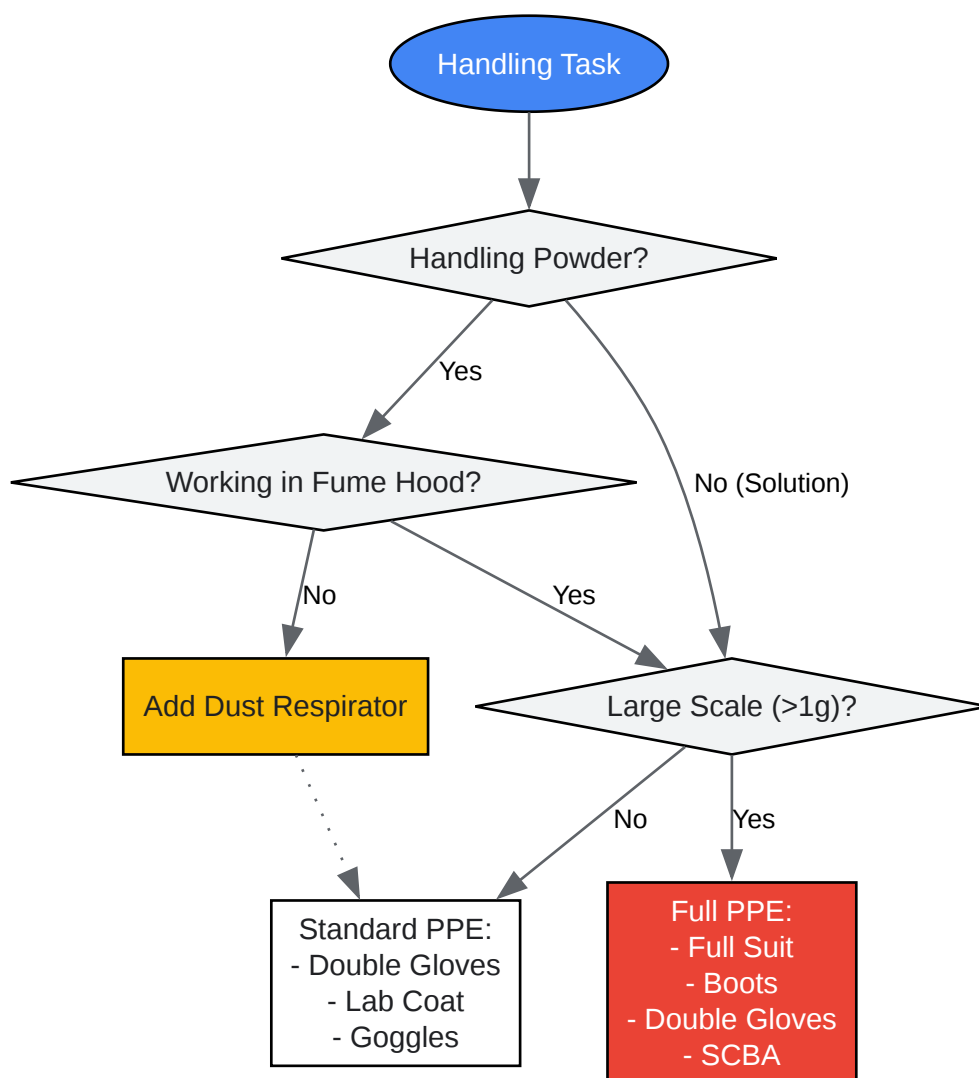 Handling Task
Handling Powder?
Yes
Working in Fume Hood?
No (Solution)
No
Yes
Add Dust Respirator
Large Scale (>1g)?
No
Yes
Standard PPE:
- Double Gloves
- Lab Coat
- Goggles
Full PPE:
- Full Suit
- Boots
- Double Gloves
- SCBA